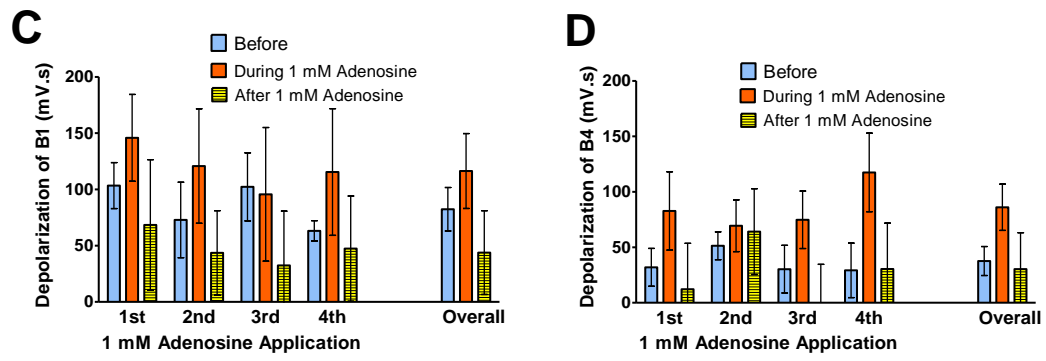 C
Before
During 1 mM Adenosine
After 1 mM Adenosine
Depolarization of B1 (mV.s)
200
150
100
50
0
1st 2nd 3rd 4th Overall
1 mM Adenosine Application
D
Before
During 1 mM Adenosine
After 1 mM Adenosine
Depolarization of B4 (mV.s)
200
150
100
50
0
1st 2nd 3rd 4th Overall
1 mM Adenosine Application